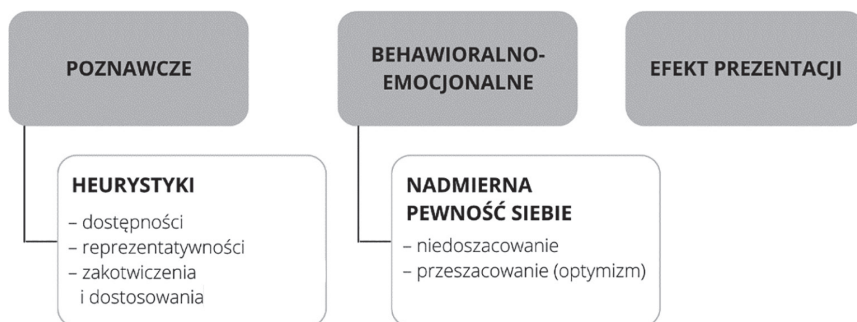 POZNAWCZE
BEHAWIORALNO-
EMOCJONALNE
EFEKT PREZENTACJI
HEURYSTYKI
– dostępności
– reprezentatywności
– zakotwiczenia
i dostosowania
NADMIERNA
PEWNOŚĆ SIEBIE
– niedoszacowanie
– przeszacowanie (optymizm)